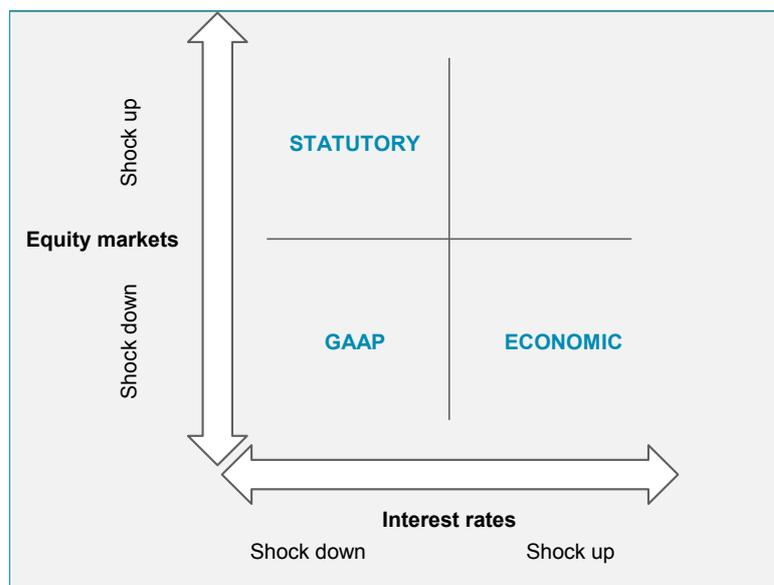 Shock up
STATUTORY
Equity markets
Shock down
GAAP
ECONOMIC
Interest rates
Shock down
Shock up